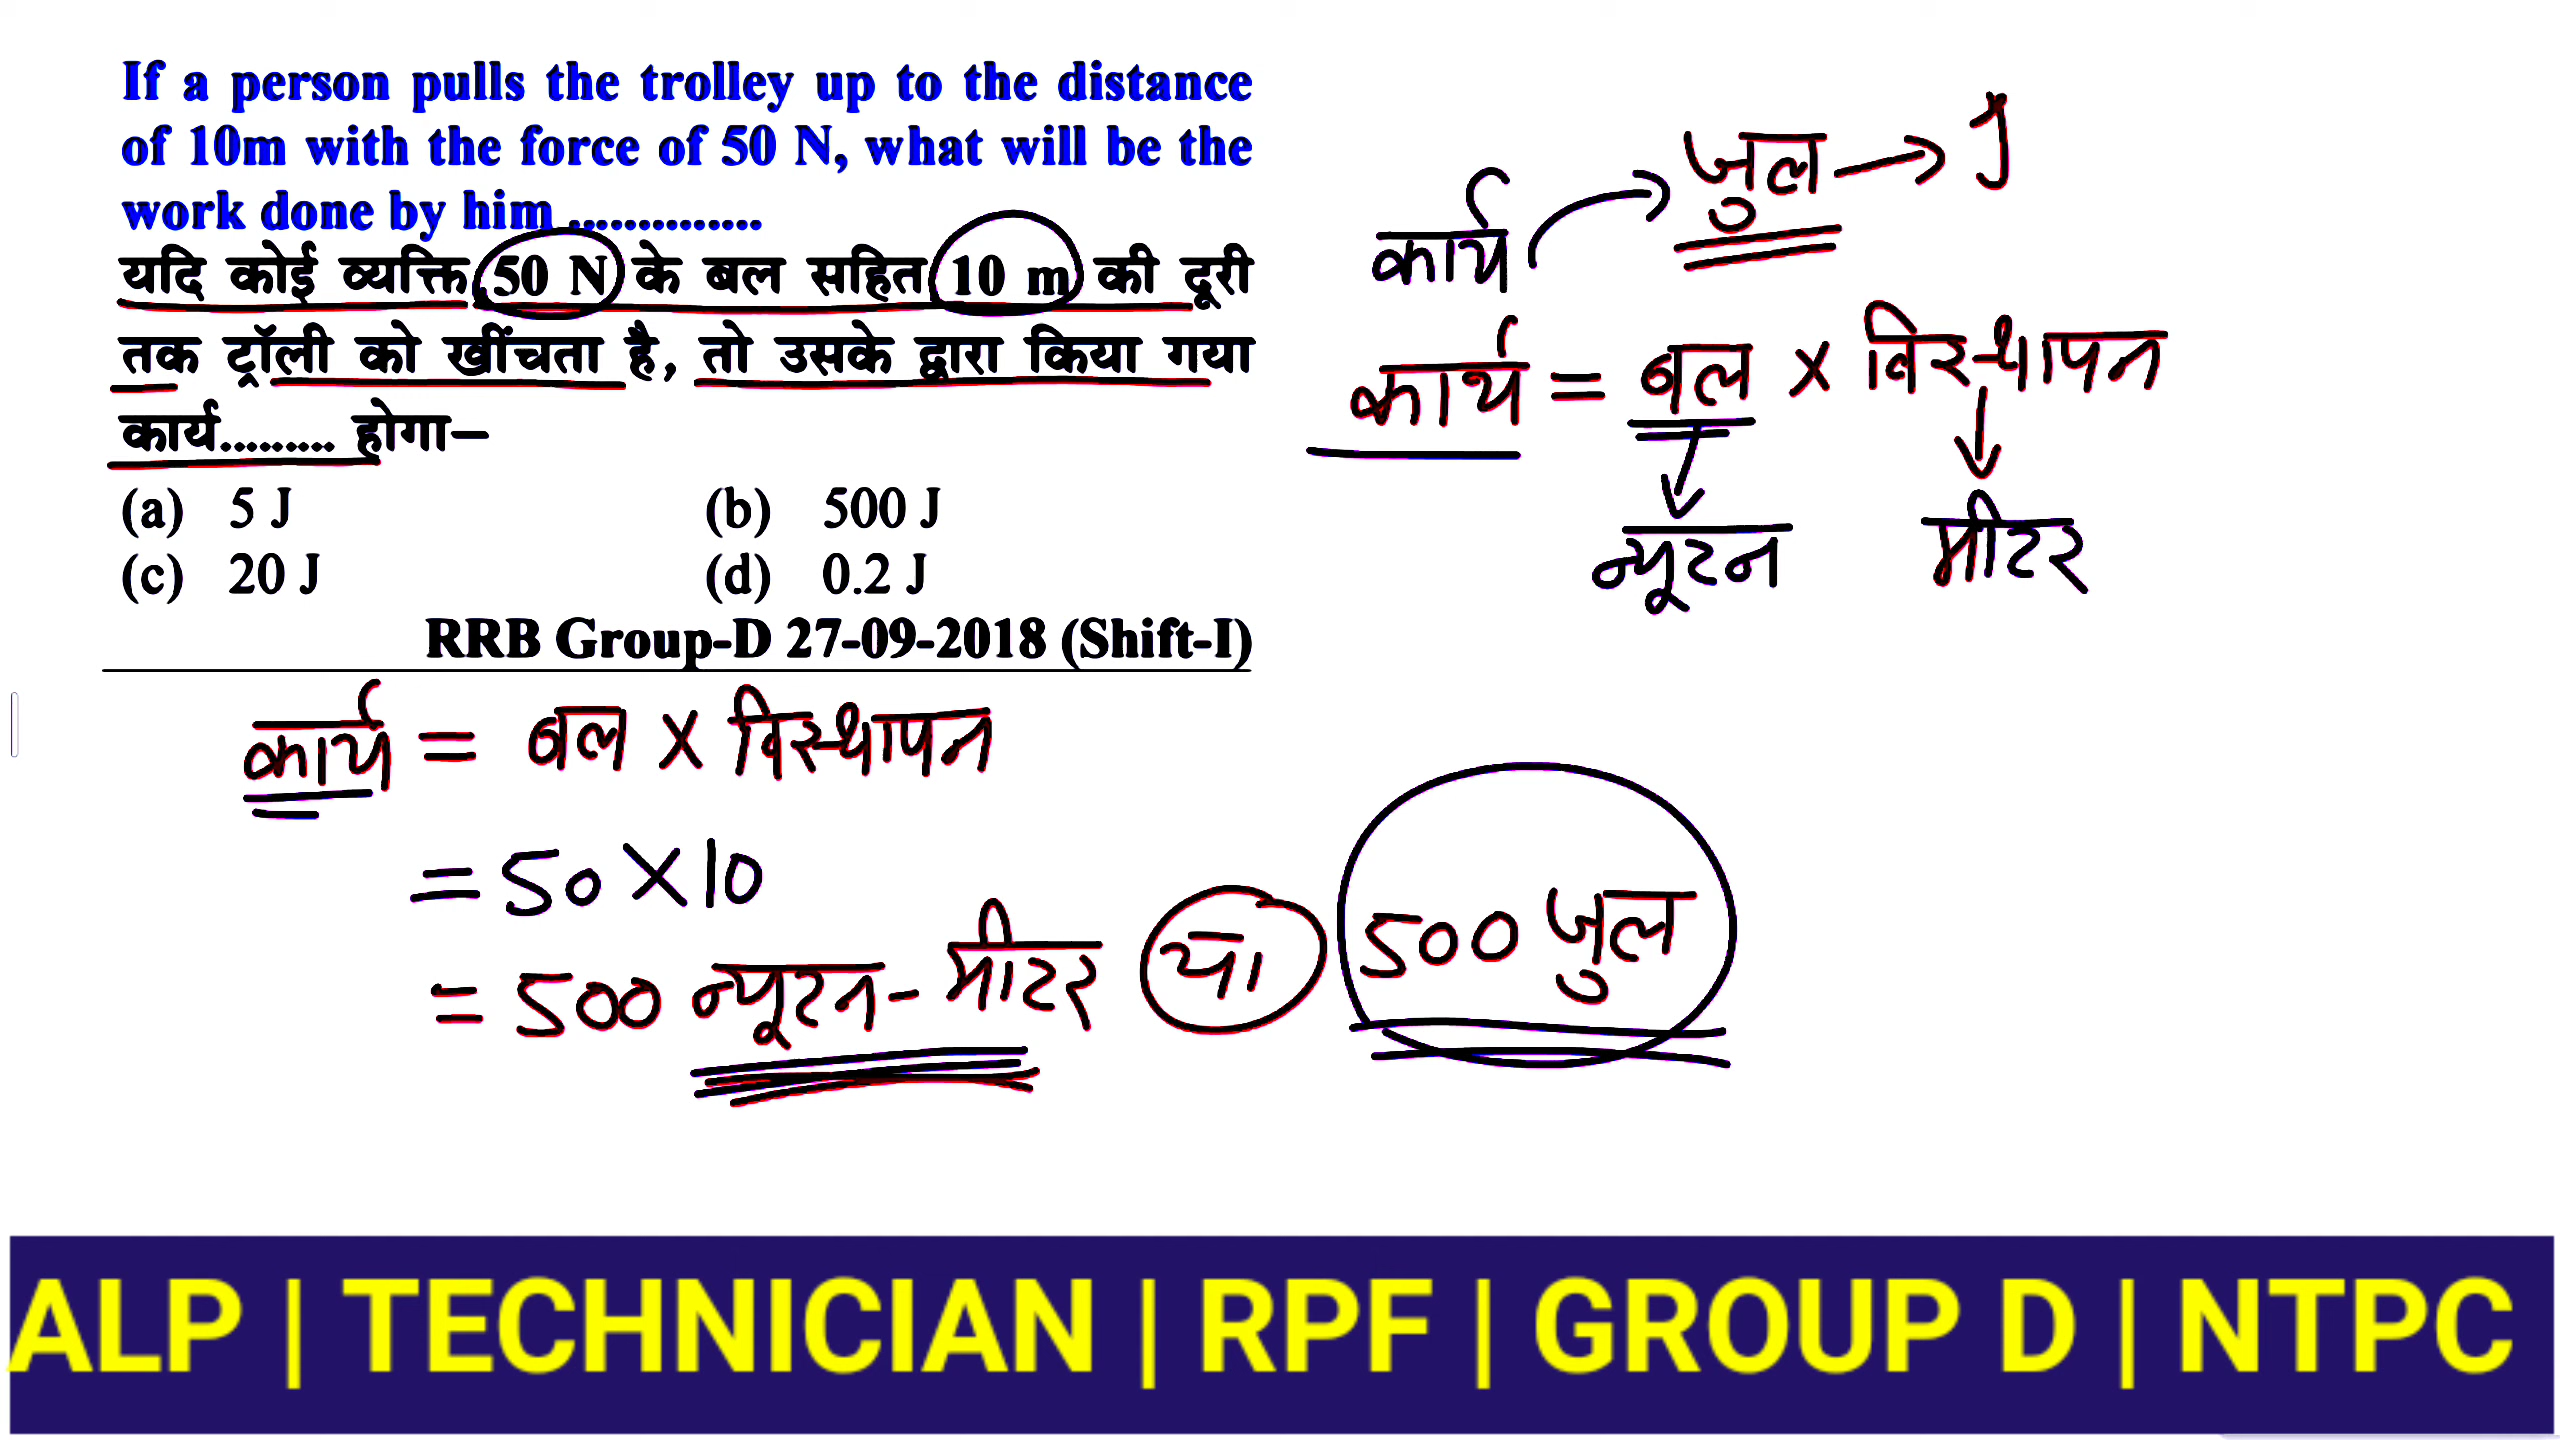 If a person pulls the trolley up to the distance
of 10m with the force of 50 N, what will be the
work done by him ..............
यदि कोई व्यक्ति 50 N के बल सहित 10 m की दूरी
तक ट्रॉली को खींचता है, तो उसके द्वारा किया गया
कार्य......... होगा–
(a) 5 J (b) 500 J
(c) 20 J (d) 0.2 J
RRB Group-D 27-09-2018 (Shift-I)
कार्य → जुल → J
कार्य = बल × विस्थापन
न्यूटन मीटर
कार्य = बल × विस्थापन
= 50 × 10
= 500 न्यूटन - मीटर या 500 जुल
ALP | TECHNICIAN | RPF | GROUP D | NTPC